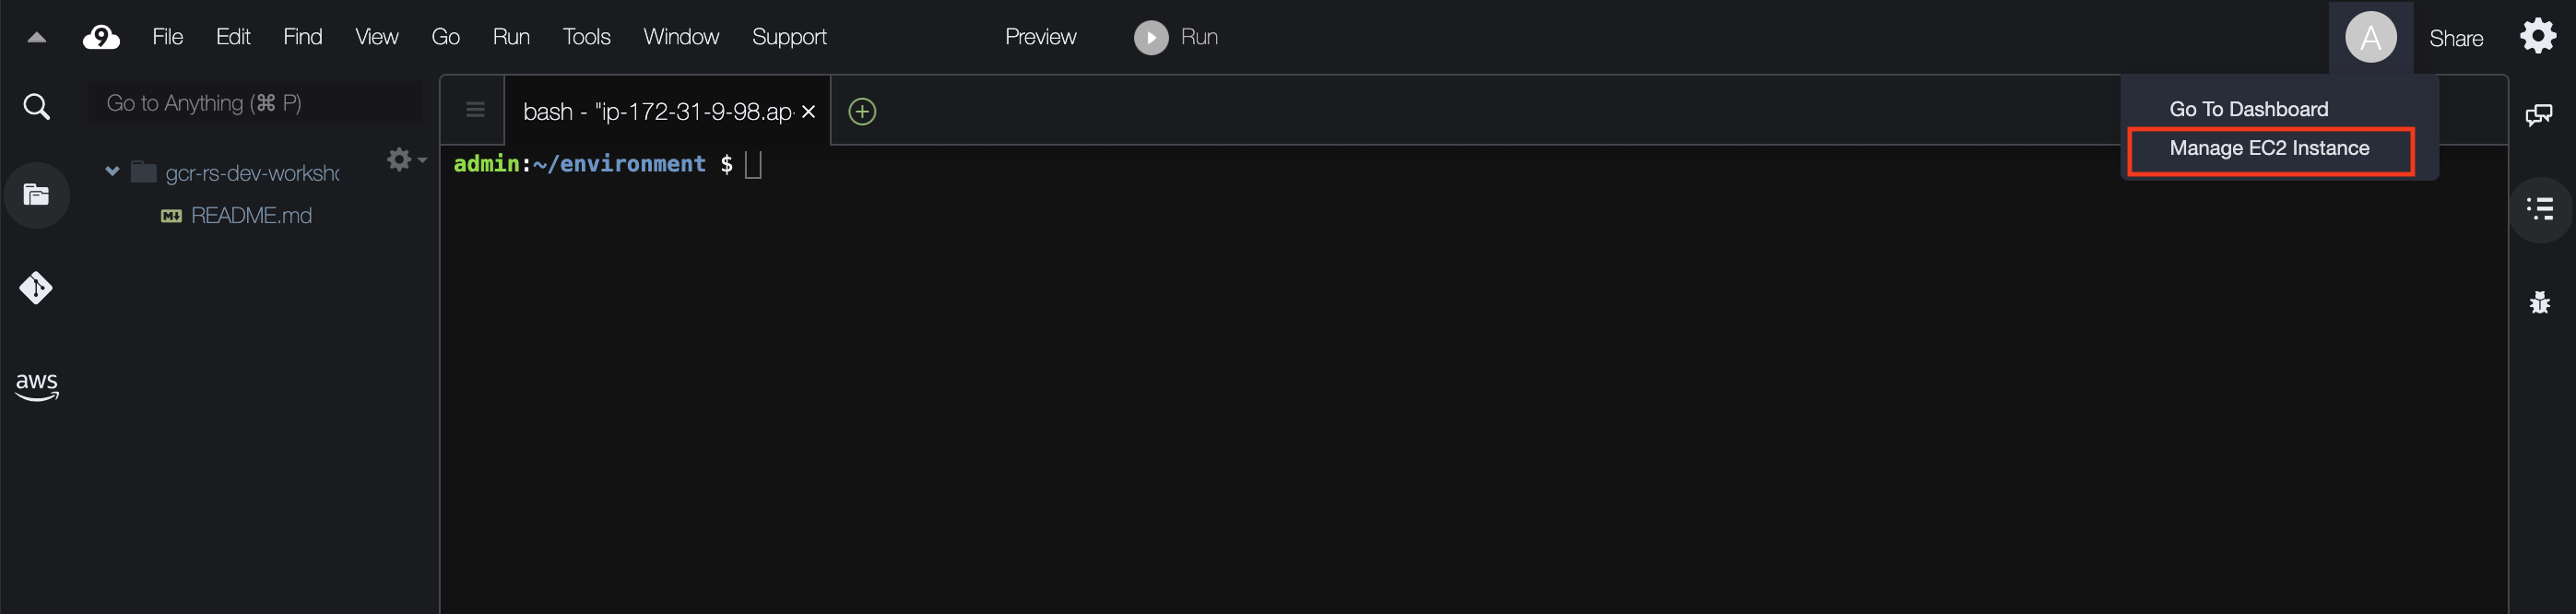 9 File Edit Find View Go Run Tools Window Support Preview Run A Share
Go to Anything (⌘ P)
bash - "ip-172-31-9-98.ap-
Go To Dashboard
Manage EC2 Instance
admin:~/environment $
gcr-rs-dev-worksho
M↓ README.md
aws